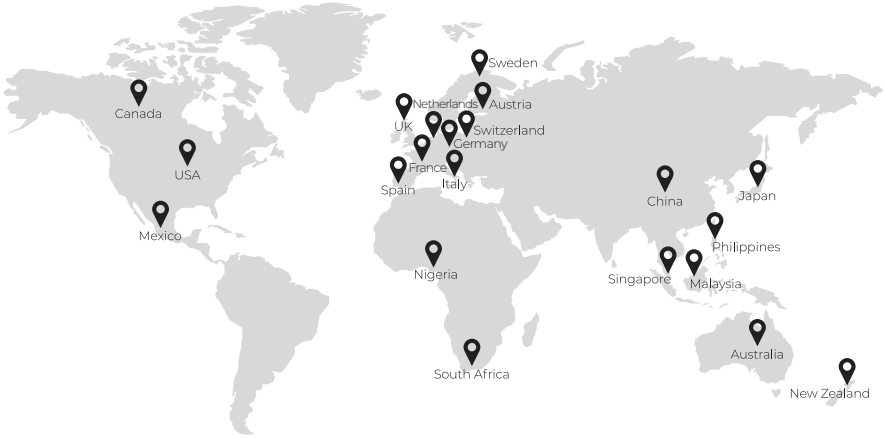 Sweden
Canada
Netherlands
Austria
UK
Switzerland
Germany
USA
France
Italy
Spain
China
Japan
Mexico
Philippines
Nigeria
Singapore
Malaysia
Australia
South Africa
New Zealand